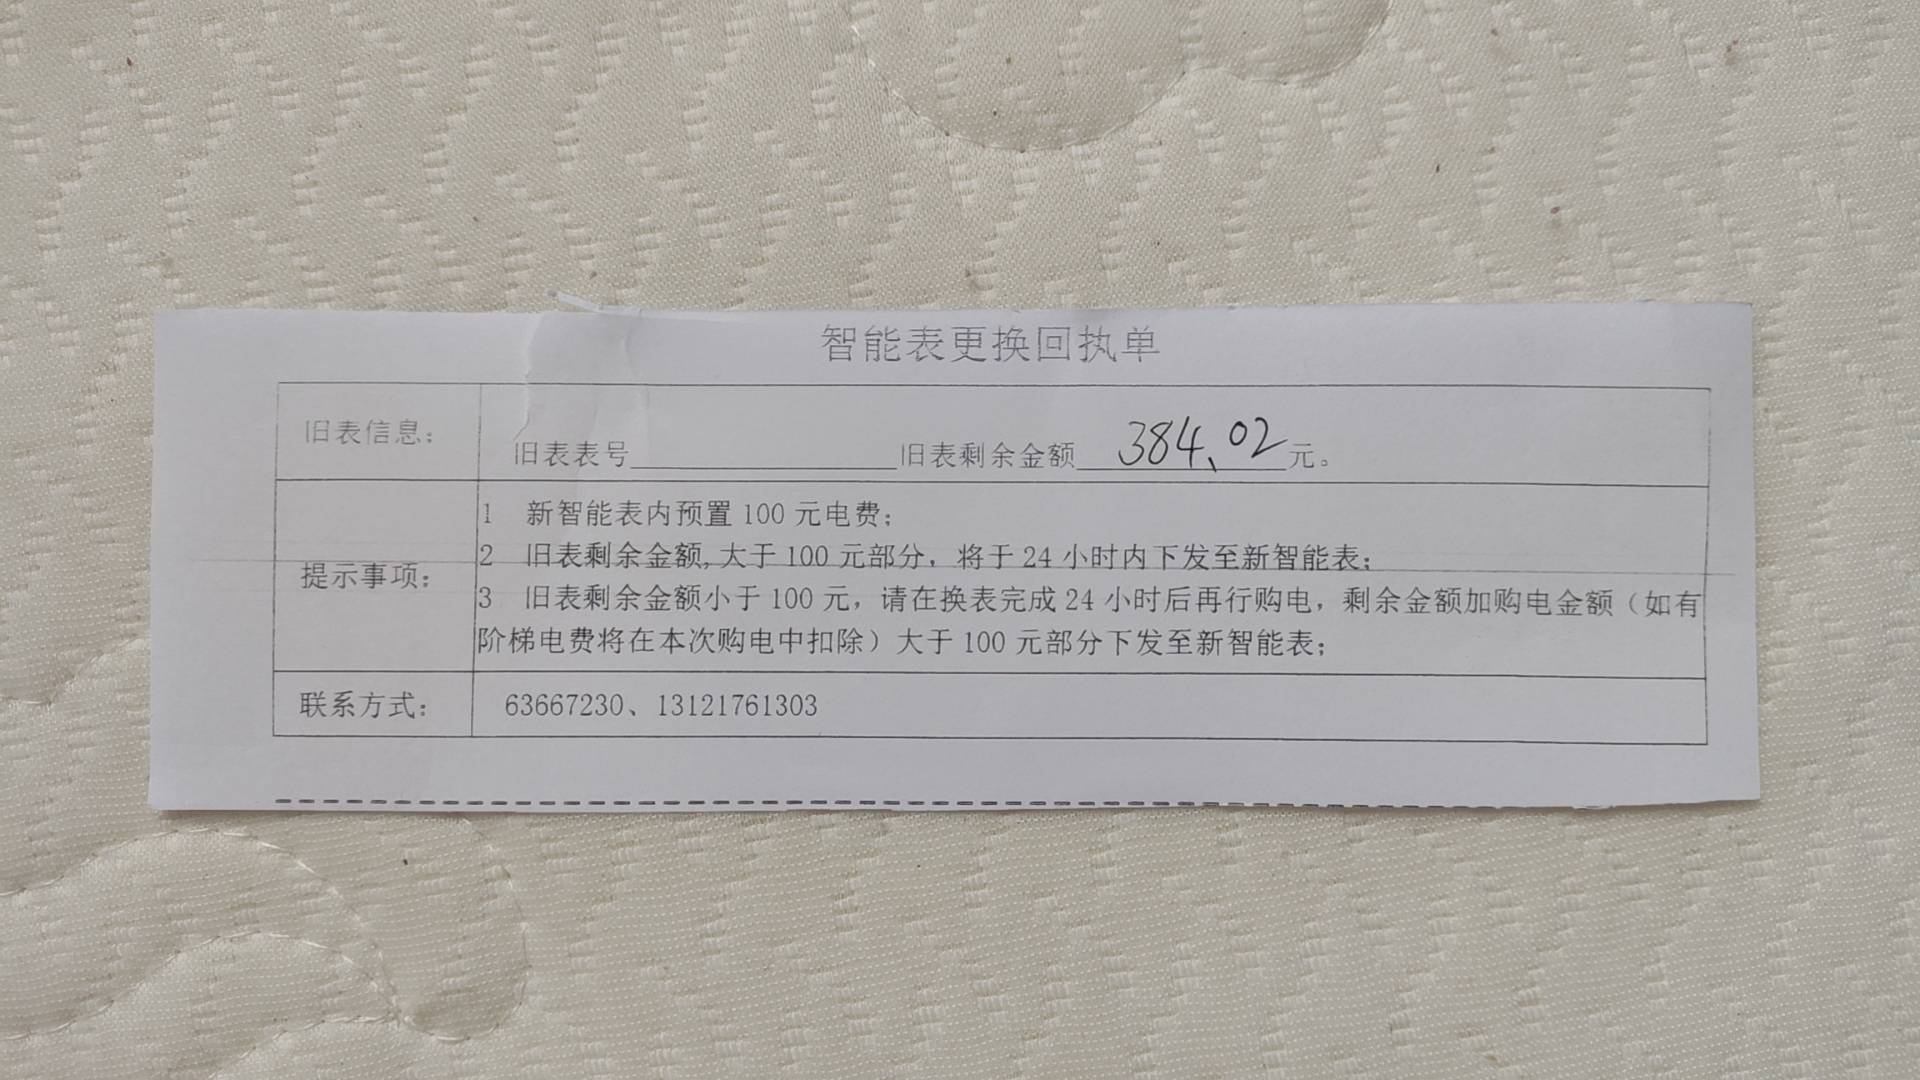 智能表更换回执单
旧表信息：
旧表表号__________旧表剩余金额 384.02 元。
提示事项：
1 新智能表内预置 100 元电费；
2 旧表剩余金额,大于 100 元部分，将于 24 小时内下发至新智能表；
3 旧表剩余金额小于 100 元，请在换表完成 24 小时后再行购电，剩余金额加购电金额（如有
阶梯电费将在本次购电中扣除）大于 100 元部分下发至新智能表；
联系方式： 63667230、13121761303